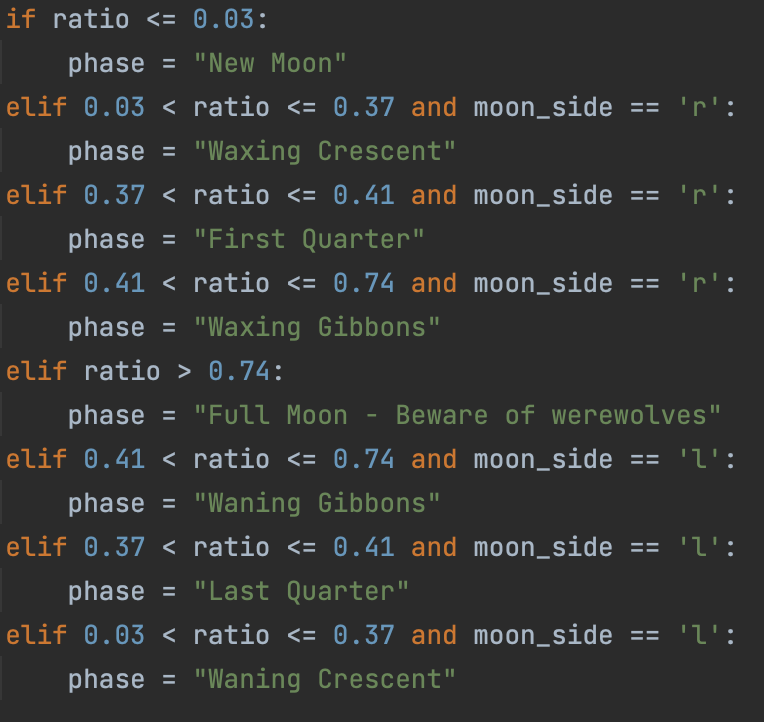 if ratio <= 0.03:
    phase = "New Moon"
elif 0.03 < ratio <= 0.37 and moon_side == 'r':
    phase = "Waxing Crescent"
elif 0.37 < ratio <= 0.41 and moon_side == 'r':
    phase = "First Quarter"
elif 0.41 < ratio <= 0.74 and moon_side == 'r':
    phase = "Waxing Gibbons"
elif ratio > 0.74:
    phase = "Full Moon - Beware of werewolves"
elif 0.41 < ratio <= 0.74 and moon_side == 'l':
    phase = "Waning Gibbons"
elif 0.37 < ratio <= 0.41 and moon_side == 'l':
    phase = "Last Quarter"
elif 0.03 < ratio <= 0.37 and moon_side == 'l':
    phase = "Waning Crescent"